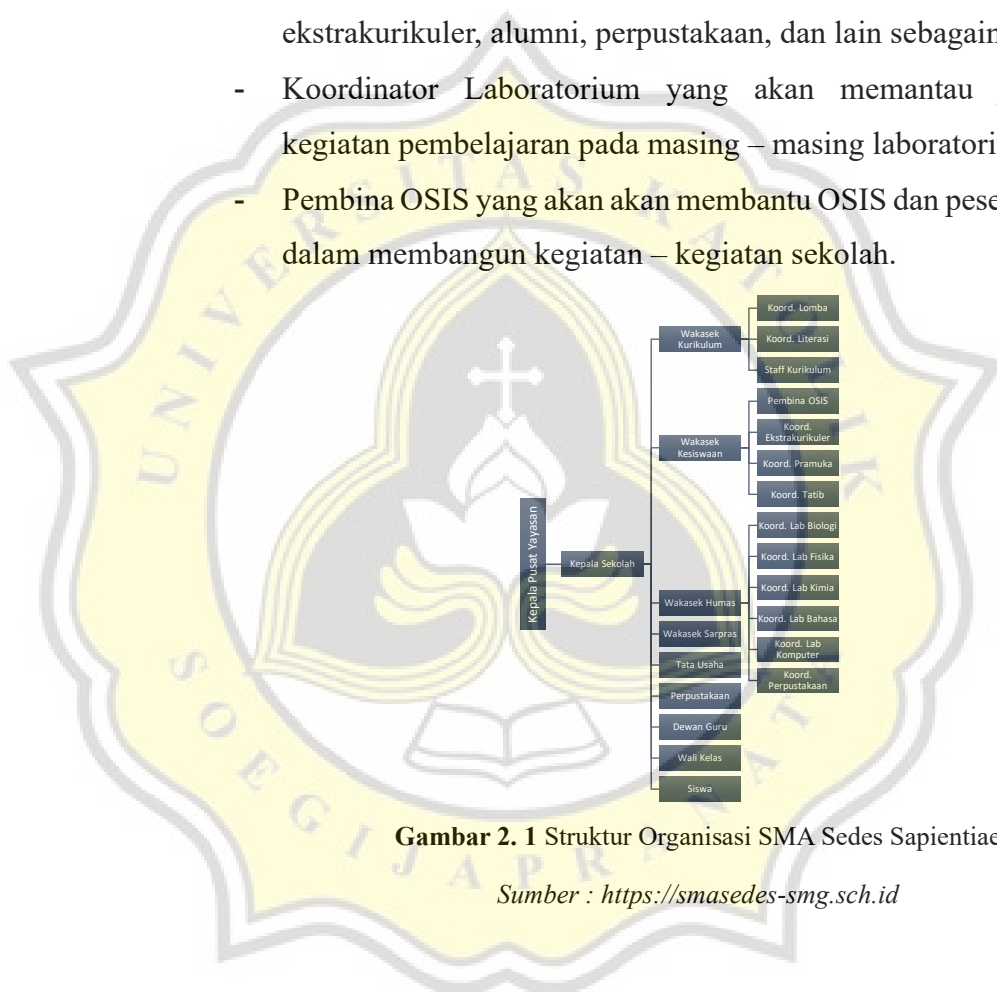 ekstrakurikuler, alumni, perpustakaan, dan lain
- Koordinator Laboratorium yang akan memantau
kegiatan pembelajaran pada masing – masing
- Pembina OSIS yang akan akan membantu OSIS dan
dalam membangun kegiatan – kegiatan sekolah.
Kepala Pusat Yayasan
Kepala Sekolah
Wakasek
Kurikulum
Koord. Lomba
Koord. Literasi
Staff Kurikulum
Wakasek
Kesiswaan
Pembina OSIS
Koord.
Ekstrakurikuler
Koord. Pramuka
Koord. Tatib
Wakasek Humas
Koord. Lab Biologi
Koord. Lab Fisika
Koord. Lab Kimia
Koord. Lab Bahasa
Koord. Lab
Komputer
Koord.
Perpustakaan
Wakasek Sarpras
Tata Usaha
Perpustakaan
Dewan Guru
Wali Kelas
Siswa
Gambar 2. 1 Struktur Organisasi SMA Sedes Sapientiae
Sumber : https://smasedes-smg.sch.id
UNIVERSITAS KATOLIK
SOEGIJAPRANATA